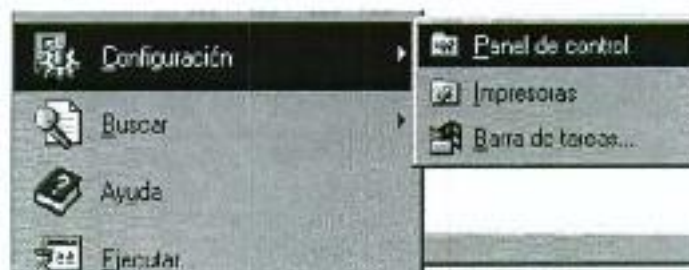 Configuración
Buscar
Ayuda
Ejecutar...
Panel de control
Impresoras
Barra de tareas...